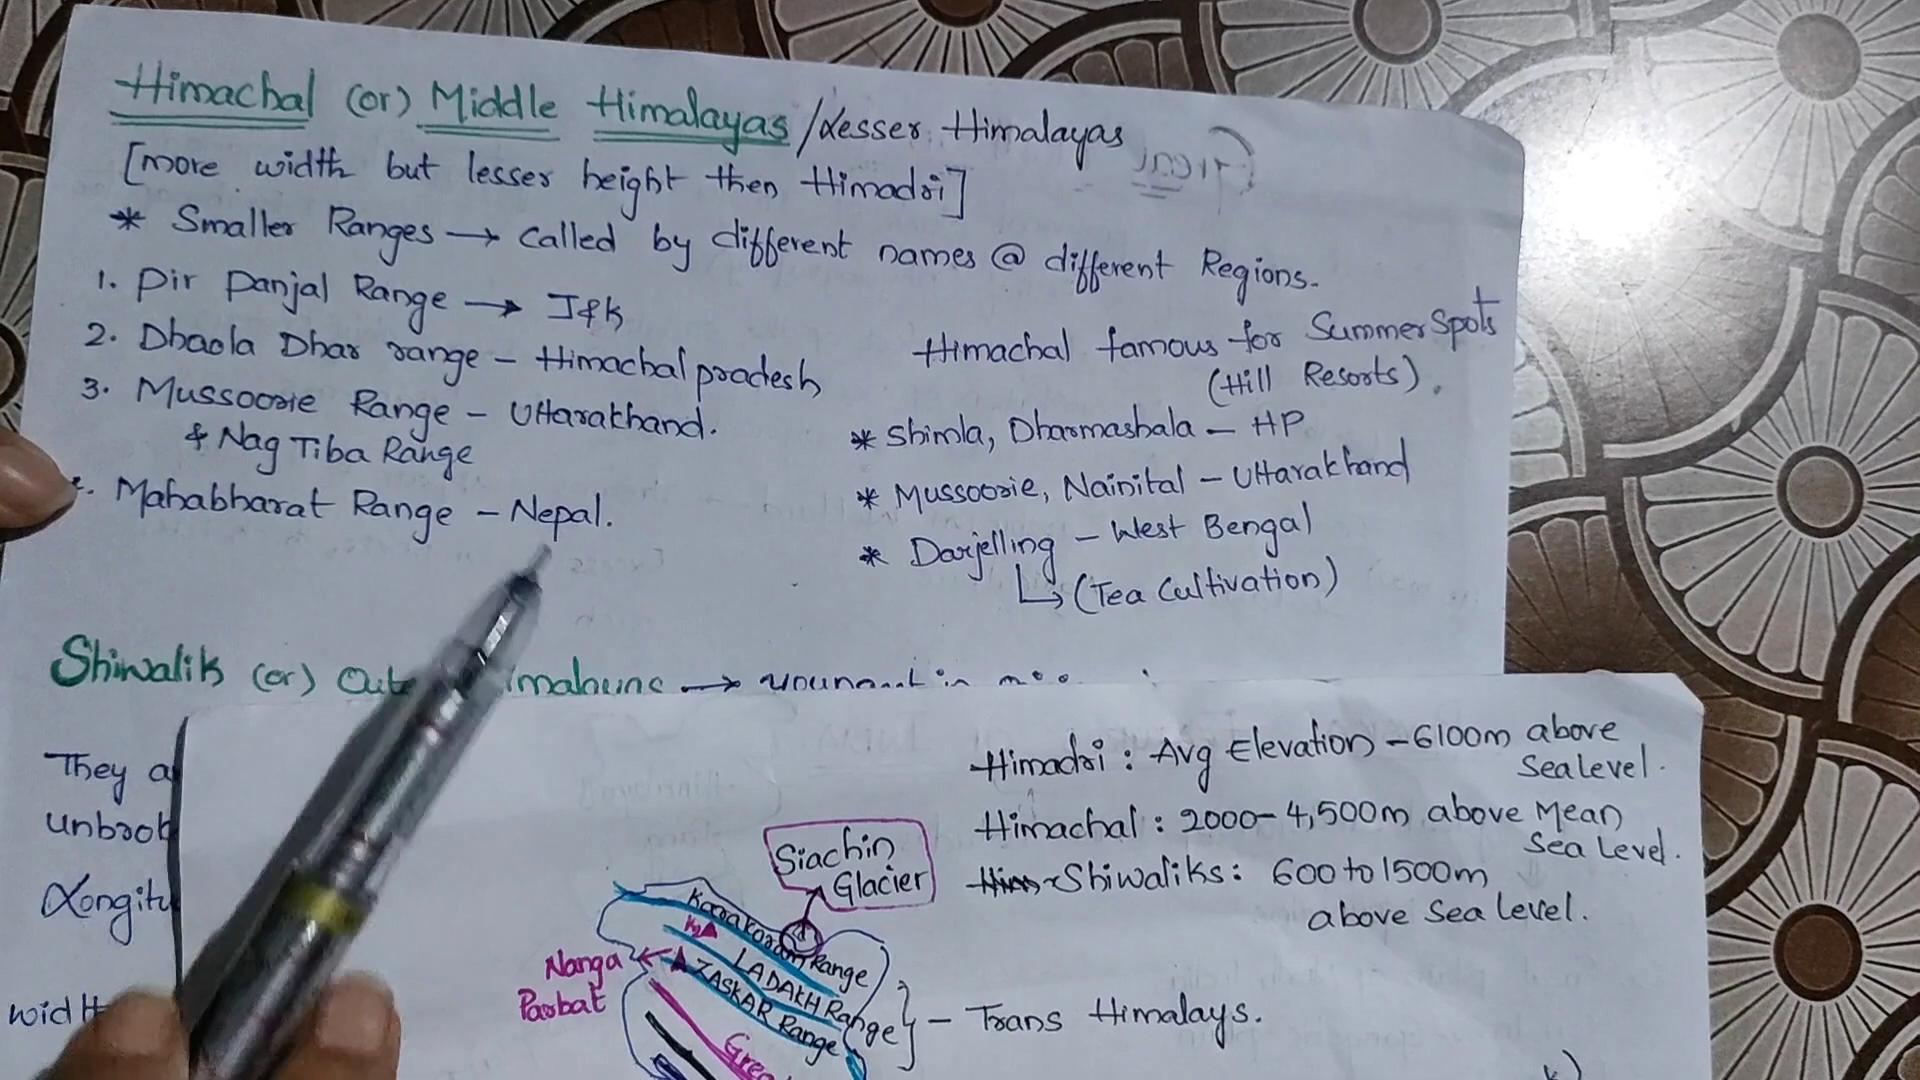 Himachal (or) Middle Himalayas / Lesser Himalayas
[more width but lesser height then Himadri]
* Smaller Ranges → called by different names @ different Regions.
1. Pir Panjal Range → J&K
2. Dhaola Dhar range - Himachal pradesh
3. Mussoorie Range - Uttarakhand.
& Nag Tiba Range
Mahabharat Range - Nepal.
Himachal famous for Summer Spots
(Hill Resorts).
* Shimla, Dharmashala - HP
* Mussoorie, Nainital - Uttarakhand
* Darjelling - West Bengal
↳ (Tea Cultivation)
Shiwalik (or)
They
Himadri : Avg Elevation - 6100m above
Sea level.
Himachal : 2000 - 4,500m above Mean
Sea Level.
Shiwaliks : 600 to 1500m
above Sea level.
Siachin
Glacier
Karakoram Range
K2
LADAKH Range
ZASKAR Range
Nanga
Parbat
- Trans Himalays.